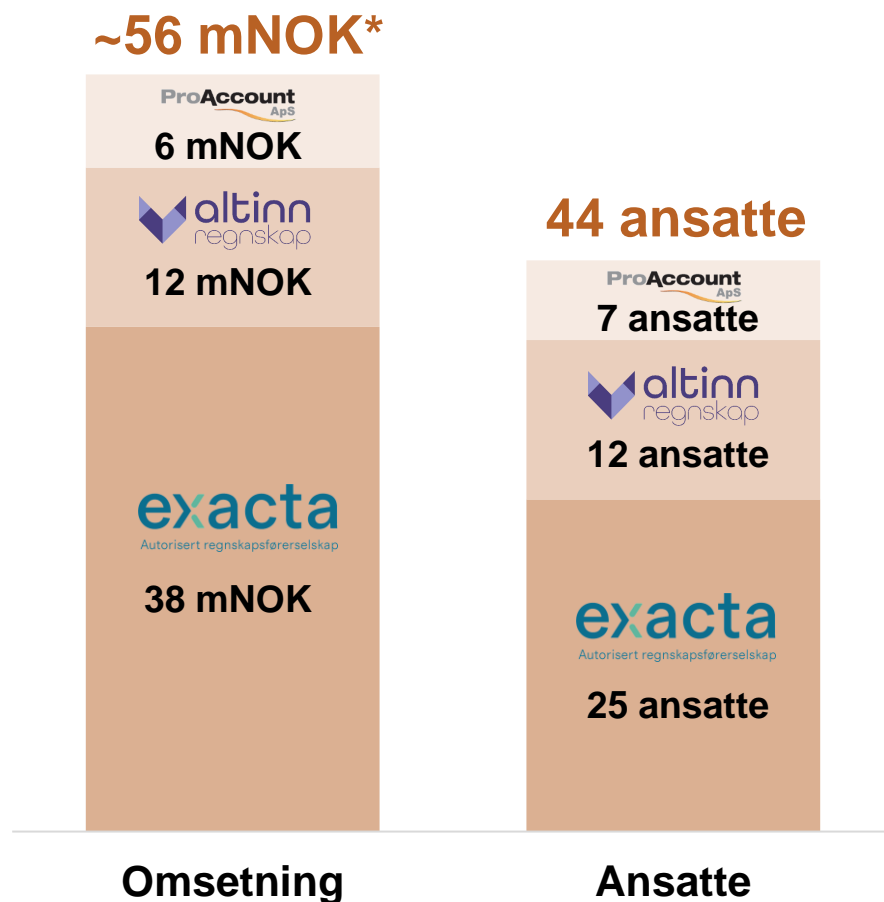 ~56 mNOK*
ProAccount
ApS
6 mNOK
altinn
regnskap
12 mNOK
exacta
Autorisert regnskapsførerselskap
38 mNOK
Omsetning
44 ansatte
ProAccount
ApS
7 ansatte
altinn
regnskap
12 ansatte
exacta
Autorisert regnskapsførerselskap
25 ansatte
Ansatte